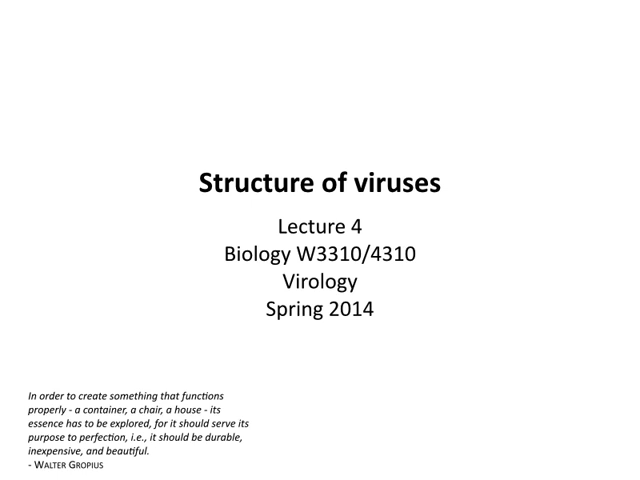 Structure of viruses
Lecture 4
Biology W3310/4310
Virology
Spring 2014
In order to create something that functions
properly - a container, a chair, a house - its
essence has to be explored, for it should serve its
purpose to perfection, i.e., it should be durable,
inexpensive, and beautiful.
- WALTER GROPIUS